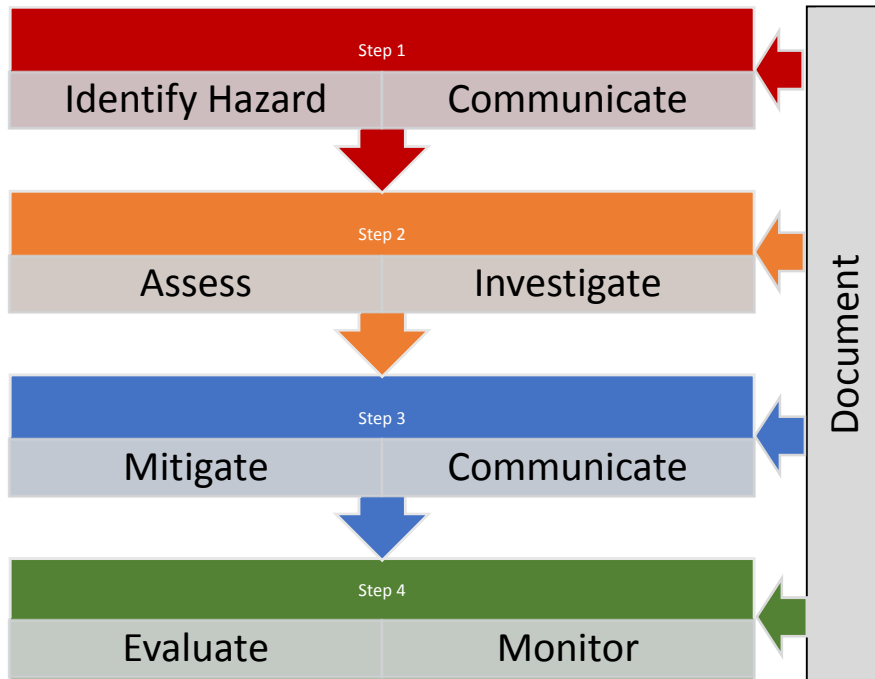 Step 1
Identify Hazard
Communicate
Step 2
Assess
Investigate
Step 3
Mitigate
Communicate
Step 4
Evaluate
Monitor
Document